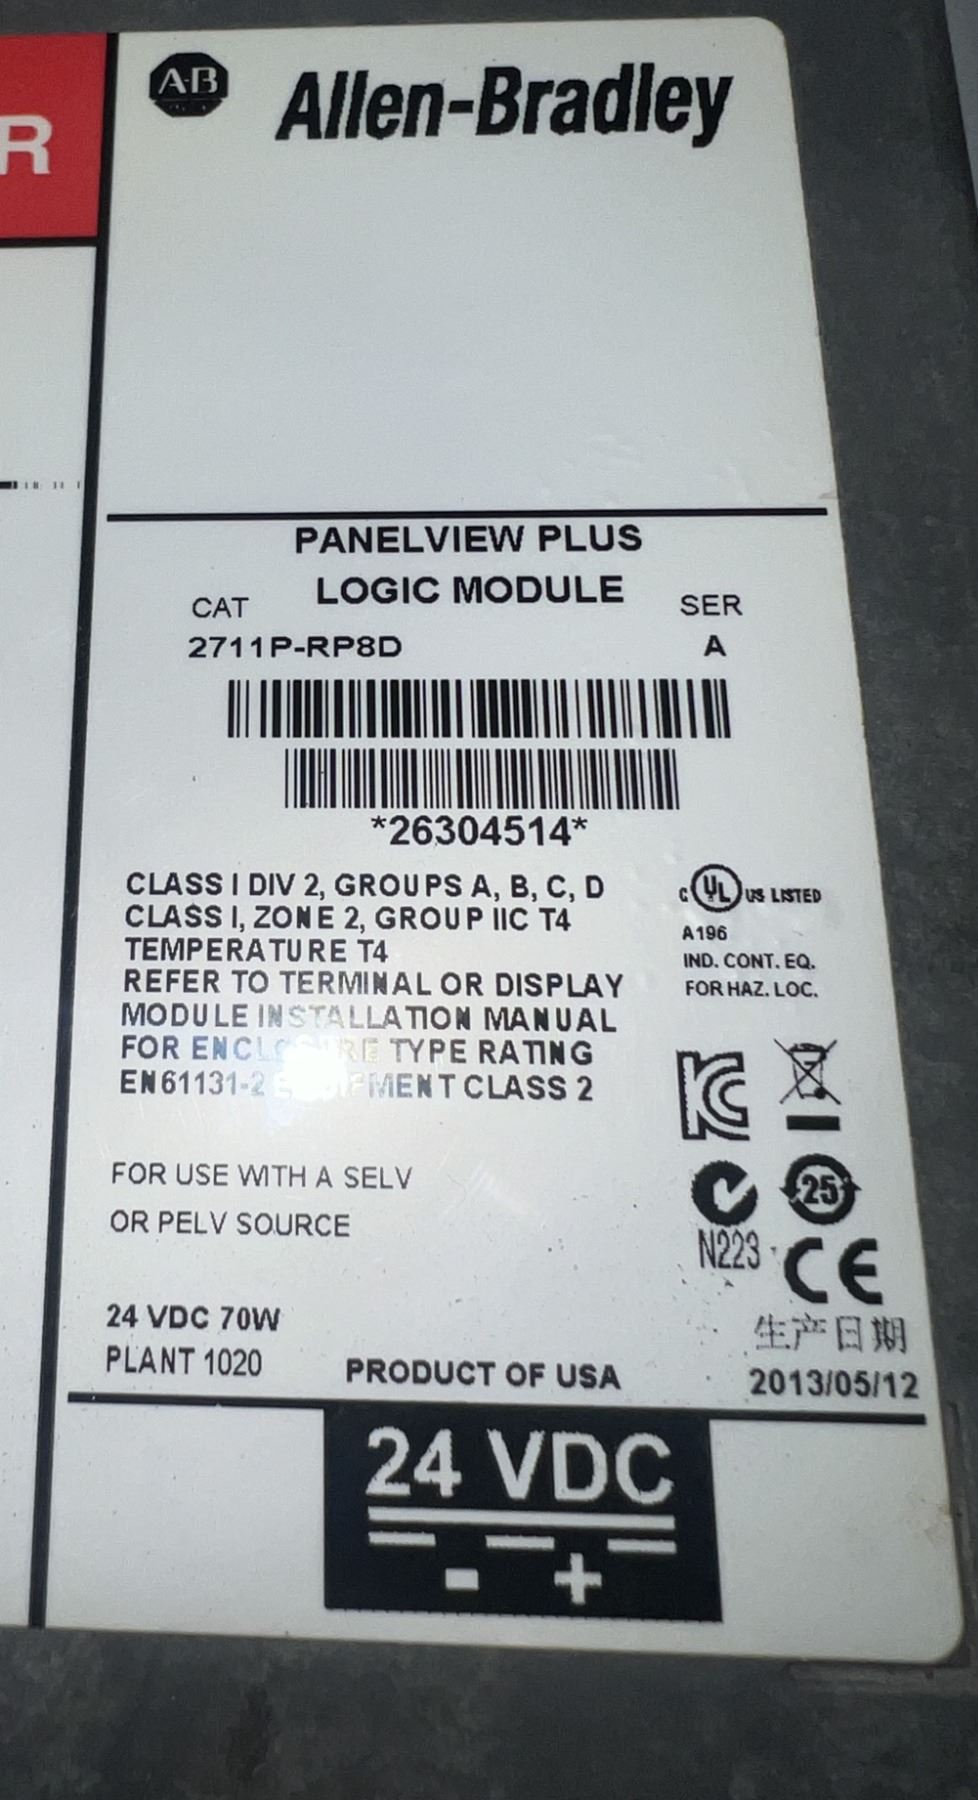 R
A-B Allen-Bradley
PANELVIEW PLUS
LOGIC MODULE
CAT SER
2711P-RP8D A
*26304514*
CLASS I DIV 2, GROUPS A, B, C, D
CLASS I, ZONE 2, GROUP IIC T4
TEMPERATURE T4
REFER TO TERMINAL OR DISPLAY
MODULE INSTALLATION MANUAL
FOR ENCLOSURE TYPE RATING
EN61131-2 EQUIPMENT CLASS 2
C UL US LISTED
A196
IND. CONT. EQ.
FOR HAZ. LOC.
FOR USE WITH A SELV
OR PELV SOURCE
KC
25
N223
CE
24 VDC 70W
PLANT 1020
PRODUCT OF USA
生产日期
2013/05/12
24 VDC
- +